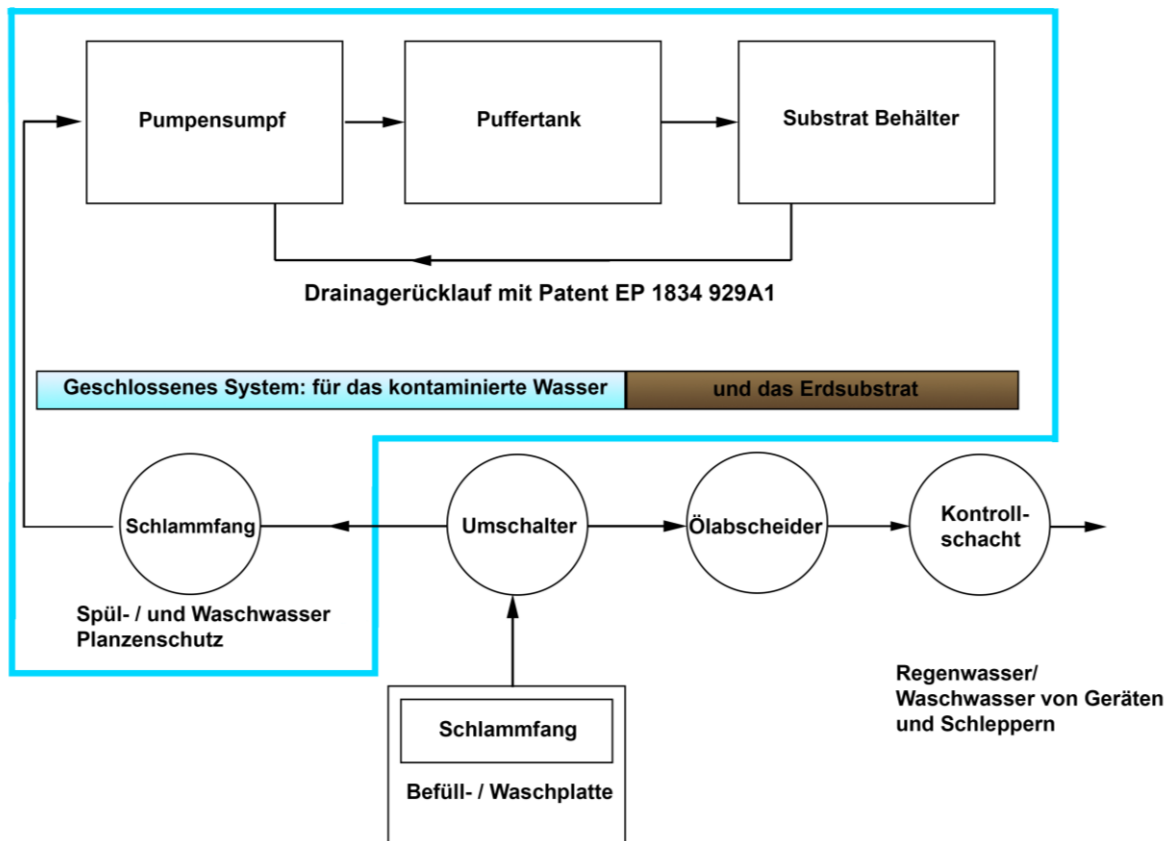 Pumpensumpf
Puffertank
Substrat Behälter
Drainagerücklauf mit Patent EP 1834 929A1
Geschlossenes System: für das kontaminierte Wasser
und das Erdsubstrat
Schlammfang
Umschalter
Ölabscheider
Kontroll-
schacht
Spül- / und Waschwasser
Planzenschutz
Regenwasser/
Waschwasser von Geräten
und Schleppern
Schlammfang
Befüll- / Waschplatte